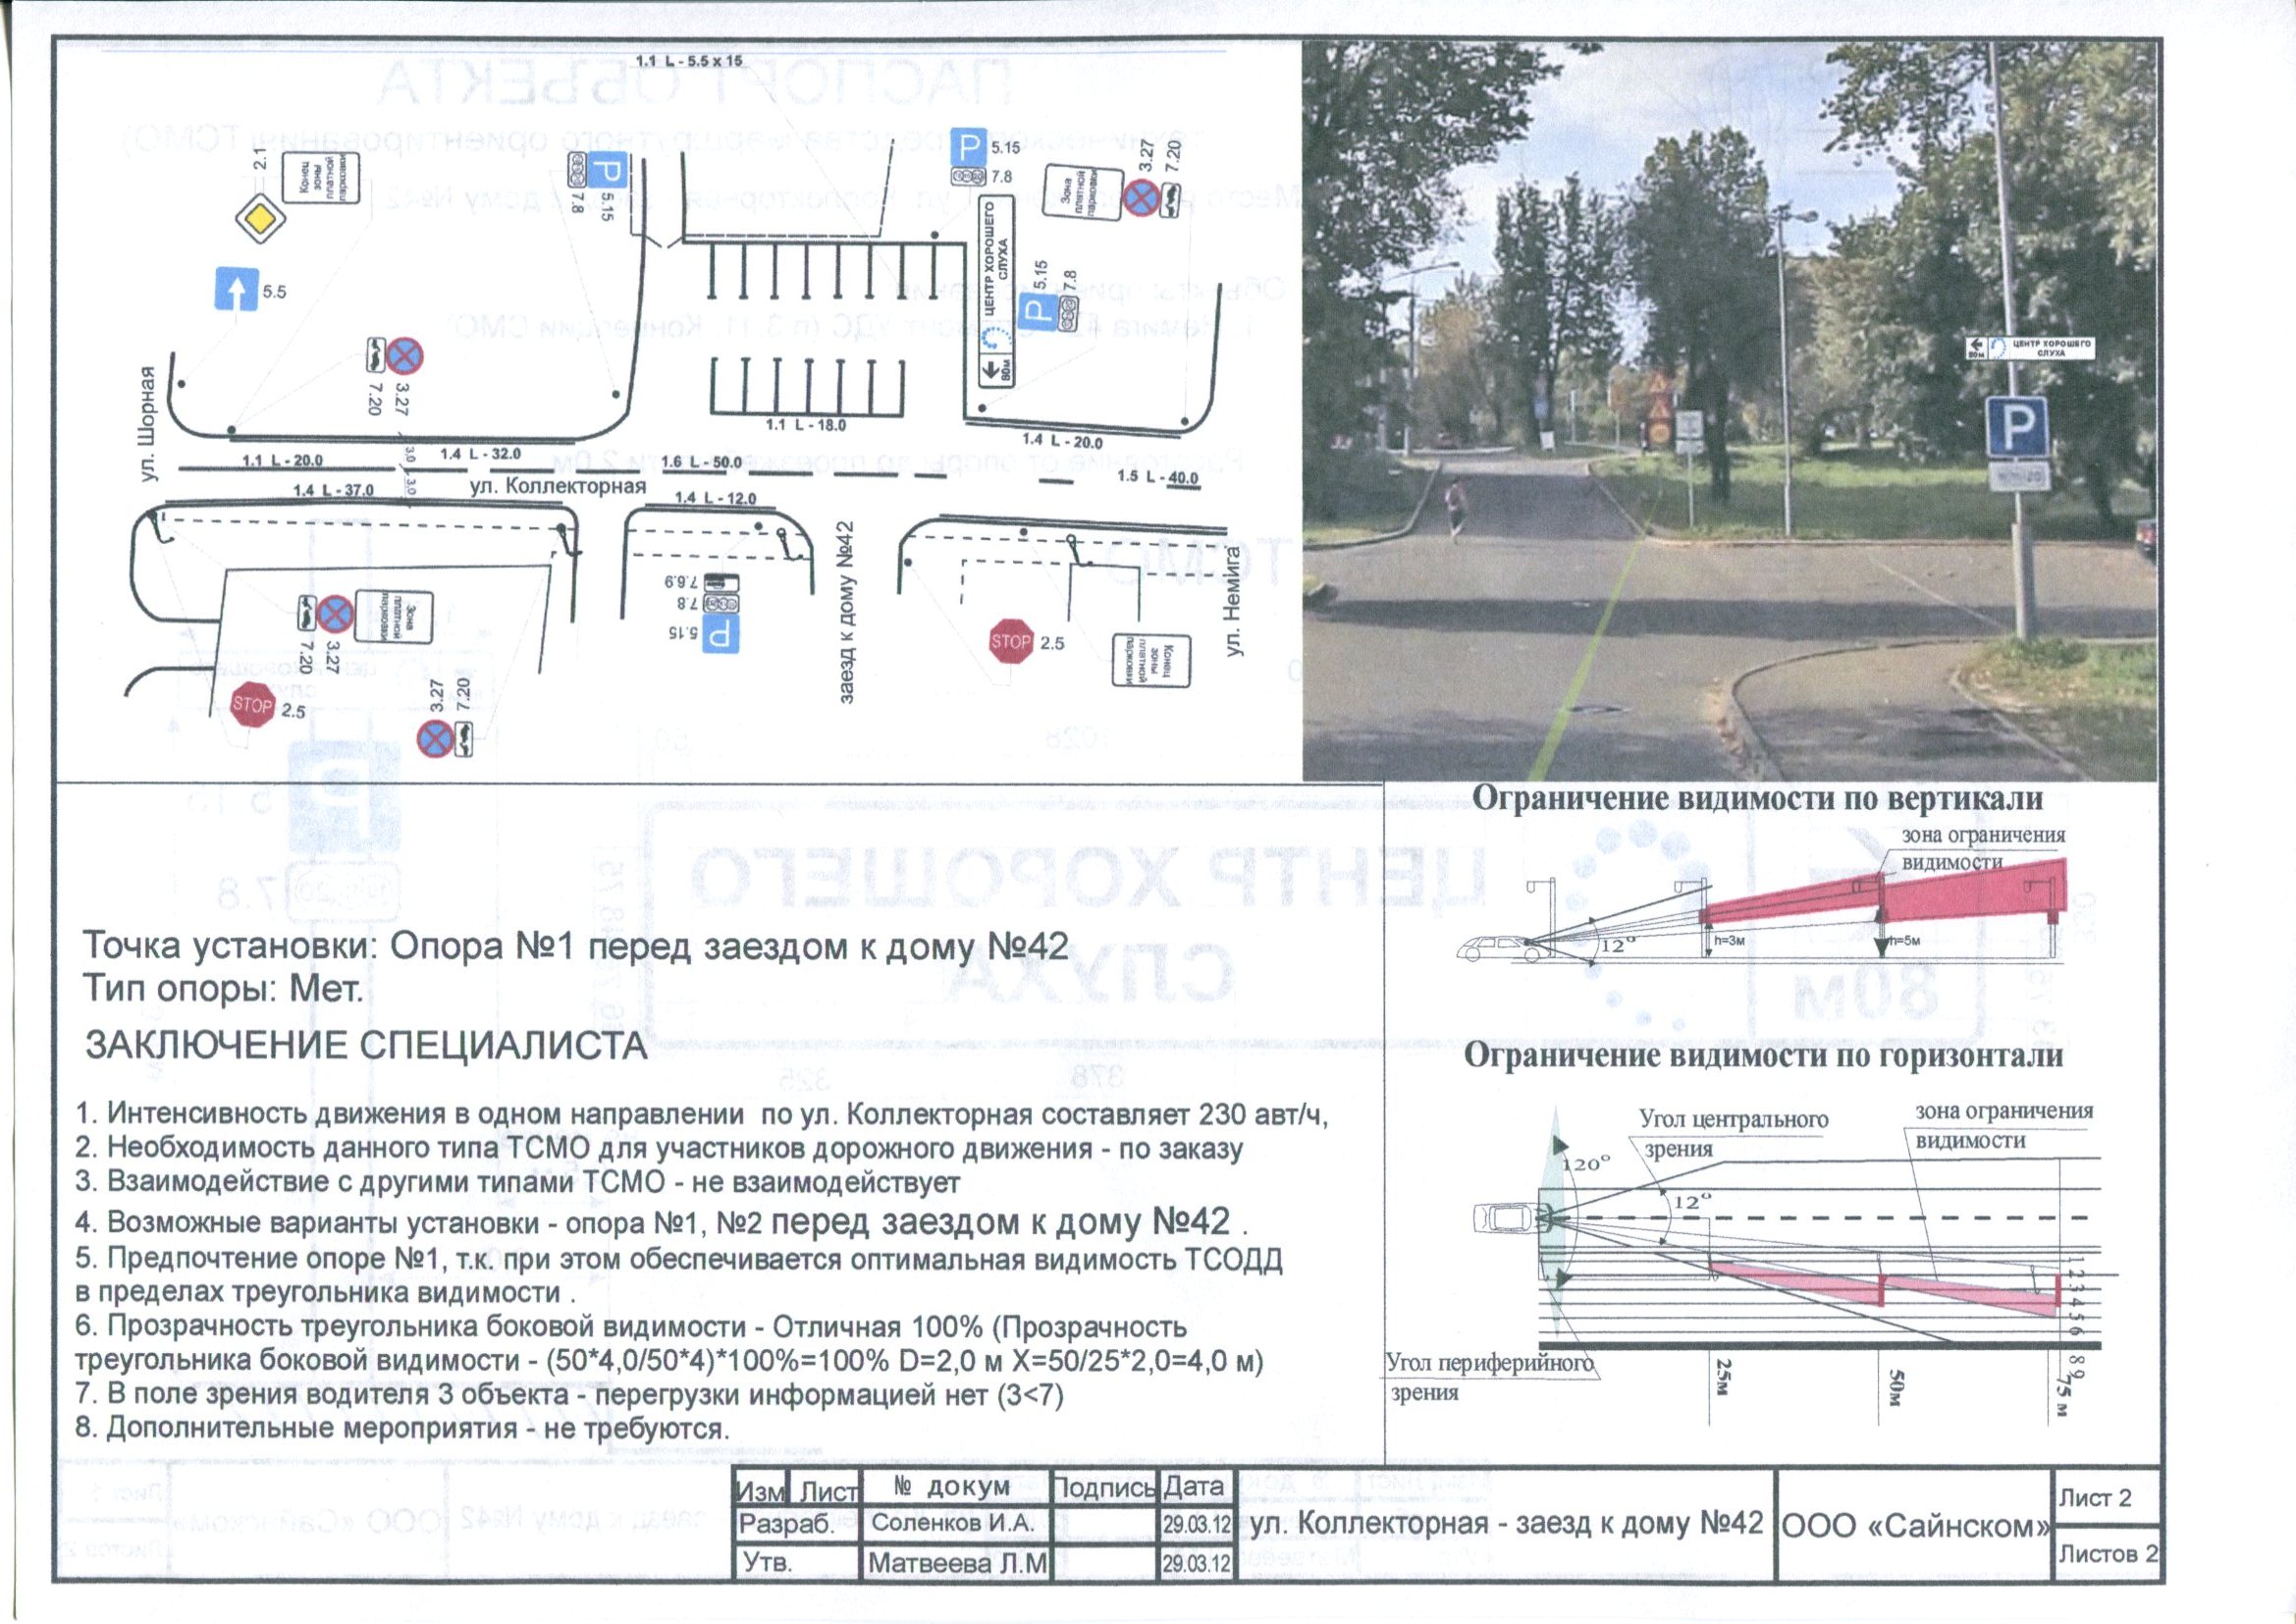 1.1 L - 5.5 x 15
2.1
Конец
зоны
платной
парковки
7.8
P
5.15
P
5.15
7.8
Зона
платной
парковки
3.27
7.20
5.5
7.20
3.27
ЦЕНТР ХОРОШЕГО
СЛУХА
80м
P
5.15
7.8
ул. Шорная
1.1 L - 18.0
1.4 L - 20.0
1.1 L - 20.0
3,0
3,0
1.4 L - 32.0
1.6 L - 50.0
1.5 L - 40.0
1.4 L - 37.0
ул. Коллекторная
1.4 L - 12.0
заезд к дому №42
ул. Немига
7.6.9
7.8
5.15
P
7.20
3.27
Зона
платной
парковки
STOP 2.5
3.27
7.20
STOP 2.5
Конец
зоны
платной
парковки
80м
ЦЕНТР ХОРОШЕГО
СЛУХА
P
Точка установки: Опора №1 перед заездом к дому №42
Тип опоры: Мет.
ЗАКЛЮЧЕНИЕ СПЕЦИАЛИСТА
1. Интенсивность движения в одном направлении по ул. Коллекторная составляет 230 авт/ч,
2. Необходимость данного типа ТСМО для участников дорожного движения - по заказу
3. Взаимодействие с другими типами ТСМО - не взаимодействует
4. Возможные варианты установки - опора №1, №2 перед заездом к дому №42 .
5. Предпочтение опоре №1, т.к. при этом обеспечивается оптимальная видимость ТСОДД
в пределах треугольника видимости .
6. Прозрачность треугольника боковой видимости - Отличная 100% (Прозрачность
треугольника боковой видимости - (50*4,0/50*4)*100%=100% D=2,0 м X=50/25*2,0=4,0 м)
7. В поле зрения водителя 3 объекта - перегрузки информацией нет (3<7)
8. Дополнительные мероприятия - не требуются.
Ограничение видимости по вертикали
зона ограничения
видимости
12°
h=3м
h=5м
Ограничение видимости по горизонтали
Угол центрального
зрения
зона ограничения
видимости
120°
12°
1 2 3 4 5 6
8 9
Угол периферийного
зрения
25м
50м
75 м
Изм Лист № докум Подпись Дата
Разраб. Соленков И.А. 29.03.12
Утв. Матвеева Л.М 29.03.12
ул. Коллекторная - заезд к дому №42
ООО «Сайнском»
Лист 2
Листов 2